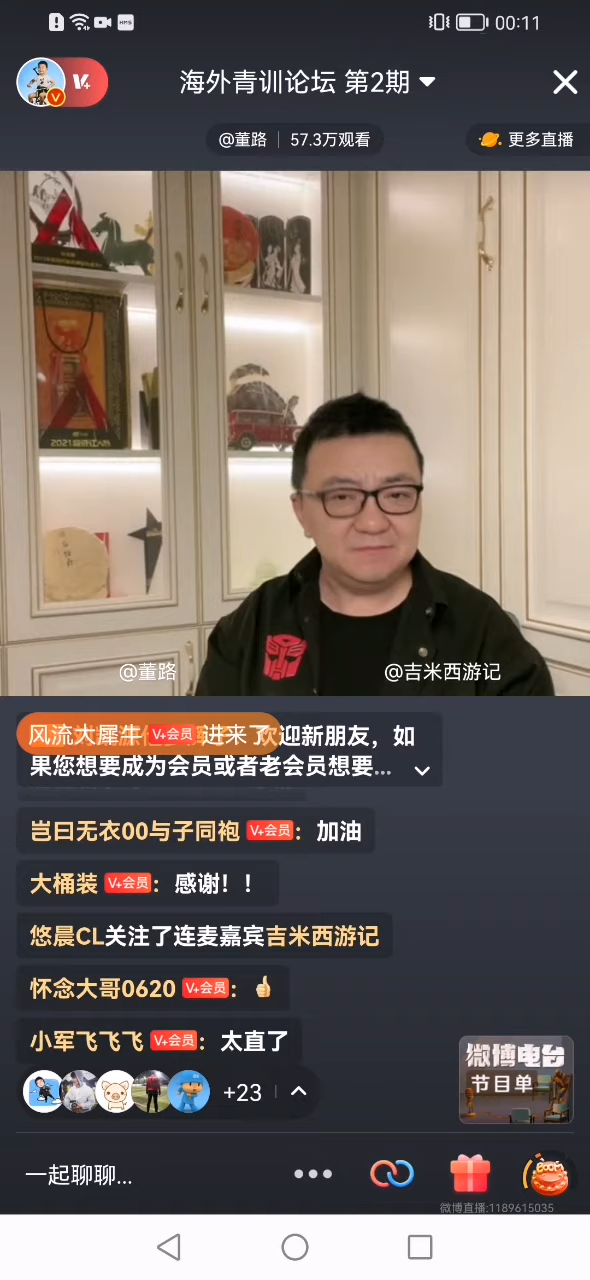 HMS
00:11
V+
V
海外青训论坛 第2期
@董路 57.3万观看
更多直播
2021
@董路
@吉米西游记
风流大犀牛 V+会员 进来了
欢迎新朋友，如
果您想要成为会员或者老会员想要...
岂曰无衣00与子同袍 V+会员： 加油
大桶装 V+会员： 感谢！！
悠晨CL关注了连麦嘉宾吉米西游记
怀念大哥0620 V+会员： 👍
小军飞飞飞 V+会员： 太直了
+23
微博电台
节目单
一起聊聊...
BOOM
微博直播:1189615035